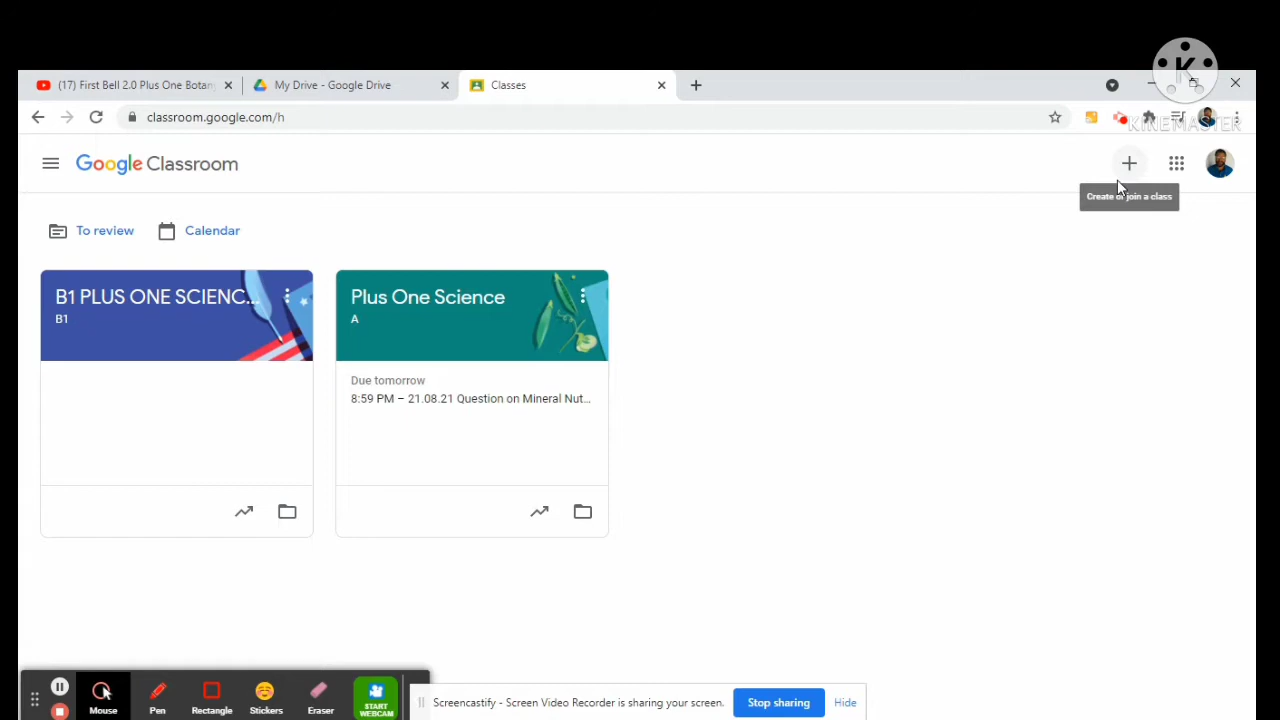 (17) First Bell 2.0 Plus One Botan
My Drive - Google Drive
Classes
classroom.google.com/h
KINEMASTER
Google Classroom
Create or join a class
To review
Calendar
B1 PLUS ONE SCIENC...
B1
Plus One Science
A
Due tomorrow
8:59 PM – 21.08.21 Question on Mineral Nut...
Mouse
Pen
Rectangle
Stickers
Eraser
START
WEBCAM
Screencastify - Screen Video Recorder is sharing your screen.
Stop sharing
Hide